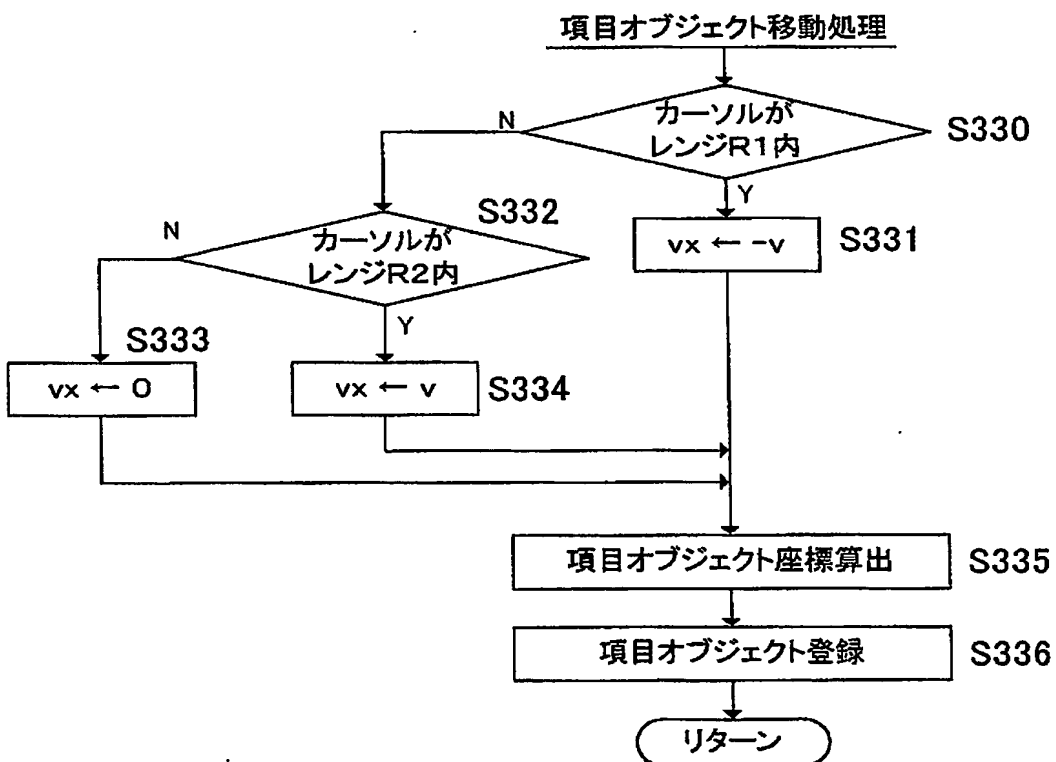 項目オブジェクト移動処理
カーソルが
レンジR1内
S330
N
Y
vx ← -v
S331
カーソルが
レンジR2内
S332
N
Y
vx ← 0
S333
vx ← v
S334
項目オブジェクト座標算出
S335
項目オブジェクト登録
S336
リターン